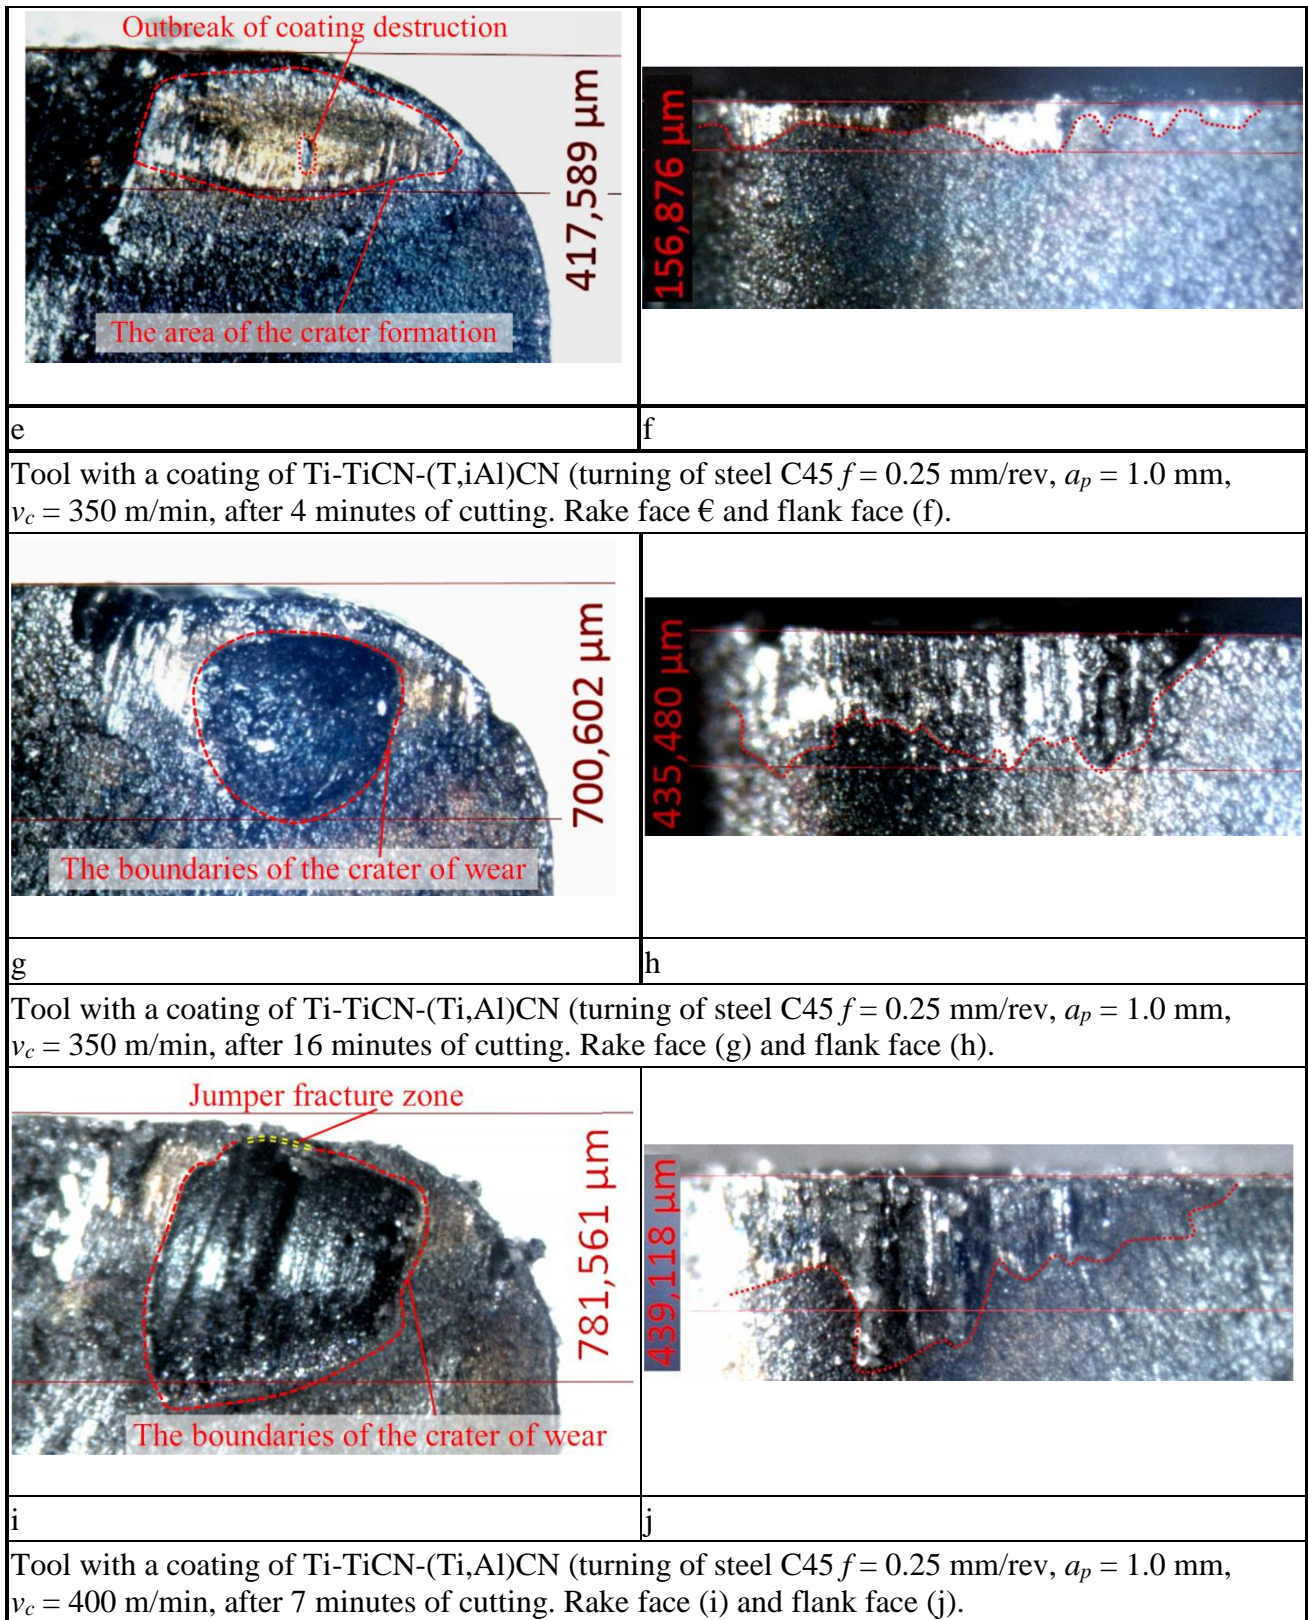 Outbreak of coating destruction
417,589 µm
The area of the crater formation
156,876 µm
e
f
Tool with a coating of Ti-TiCN-(T,iAl)CN (turning of steel C45 f = 0.25 mm/rev, ap = 1.0 mm,
vc = 350 m/min, after 4 minutes of cutting. Rake face € and flank face (f).
700,602 µm
The boundaries of the crater of wear
435,480 µm
g
h
Tool with a coating of Ti-TiCN-(Ti,Al)CN (turning of steel C45 f = 0.25 mm/rev, ap = 1.0 mm,
vc = 350 m/min, after 16 minutes of cutting. Rake face (g) and flank face (h).
Jumper fracture zone
781,561 µm
The boundaries of the crater of wear
439,118 µm
i
j
Tool with a coating of Ti-TiCN-(Ti,Al)CN (turning of steel C45 f = 0.25 mm/rev, ap = 1.0 mm,
vc = 400 m/min, after 7 minutes of cutting. Rake face (i) and flank face (j).